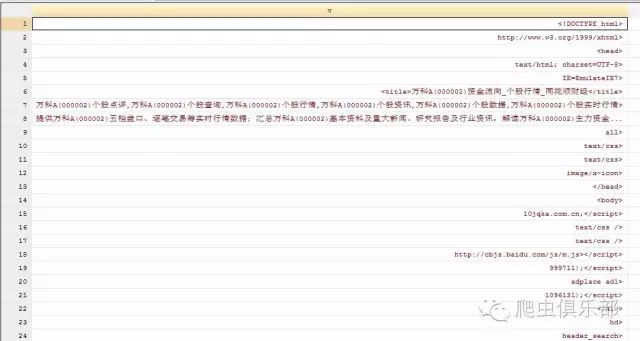 v
1 <!DOCTYPE html>
2 http://www.w3.org/1999/xhtml>
3 <head>
4 text/html; charset=UTF-8>
5 IE=EmulateIE7>
6 <title>万科A(000002)资金流向_个股行情_同花顺财经</title>
7 万科A(000002)个股点评,万科A(000002)个股查询,万科A(000002)个股行情,万科A(000002)个股资讯,万科A(000002)个股数据,万科A(000002)个股实时行情>
8 提供万科A(000002)五档盘口、逐笔交易等实时行情数据；汇总万科A(000002)基本资料及重大新闻、研究报告及行业资讯，解读万科A(000002)主力资金...
9 all>
10 text/css>
11 text/css>
12 image/x-icon>
13 </head>
14 <body>
15 10jqka.com.cn;</script>
16 text/css />
17 text/css />
18 http://cbjs.baidu.com/js/m.js></script>
19 999711);</script>
20 adplace ad1>
21 1096131);</script>
22 </div>
23 hd>
24 header_search>
爬虫俱乐部